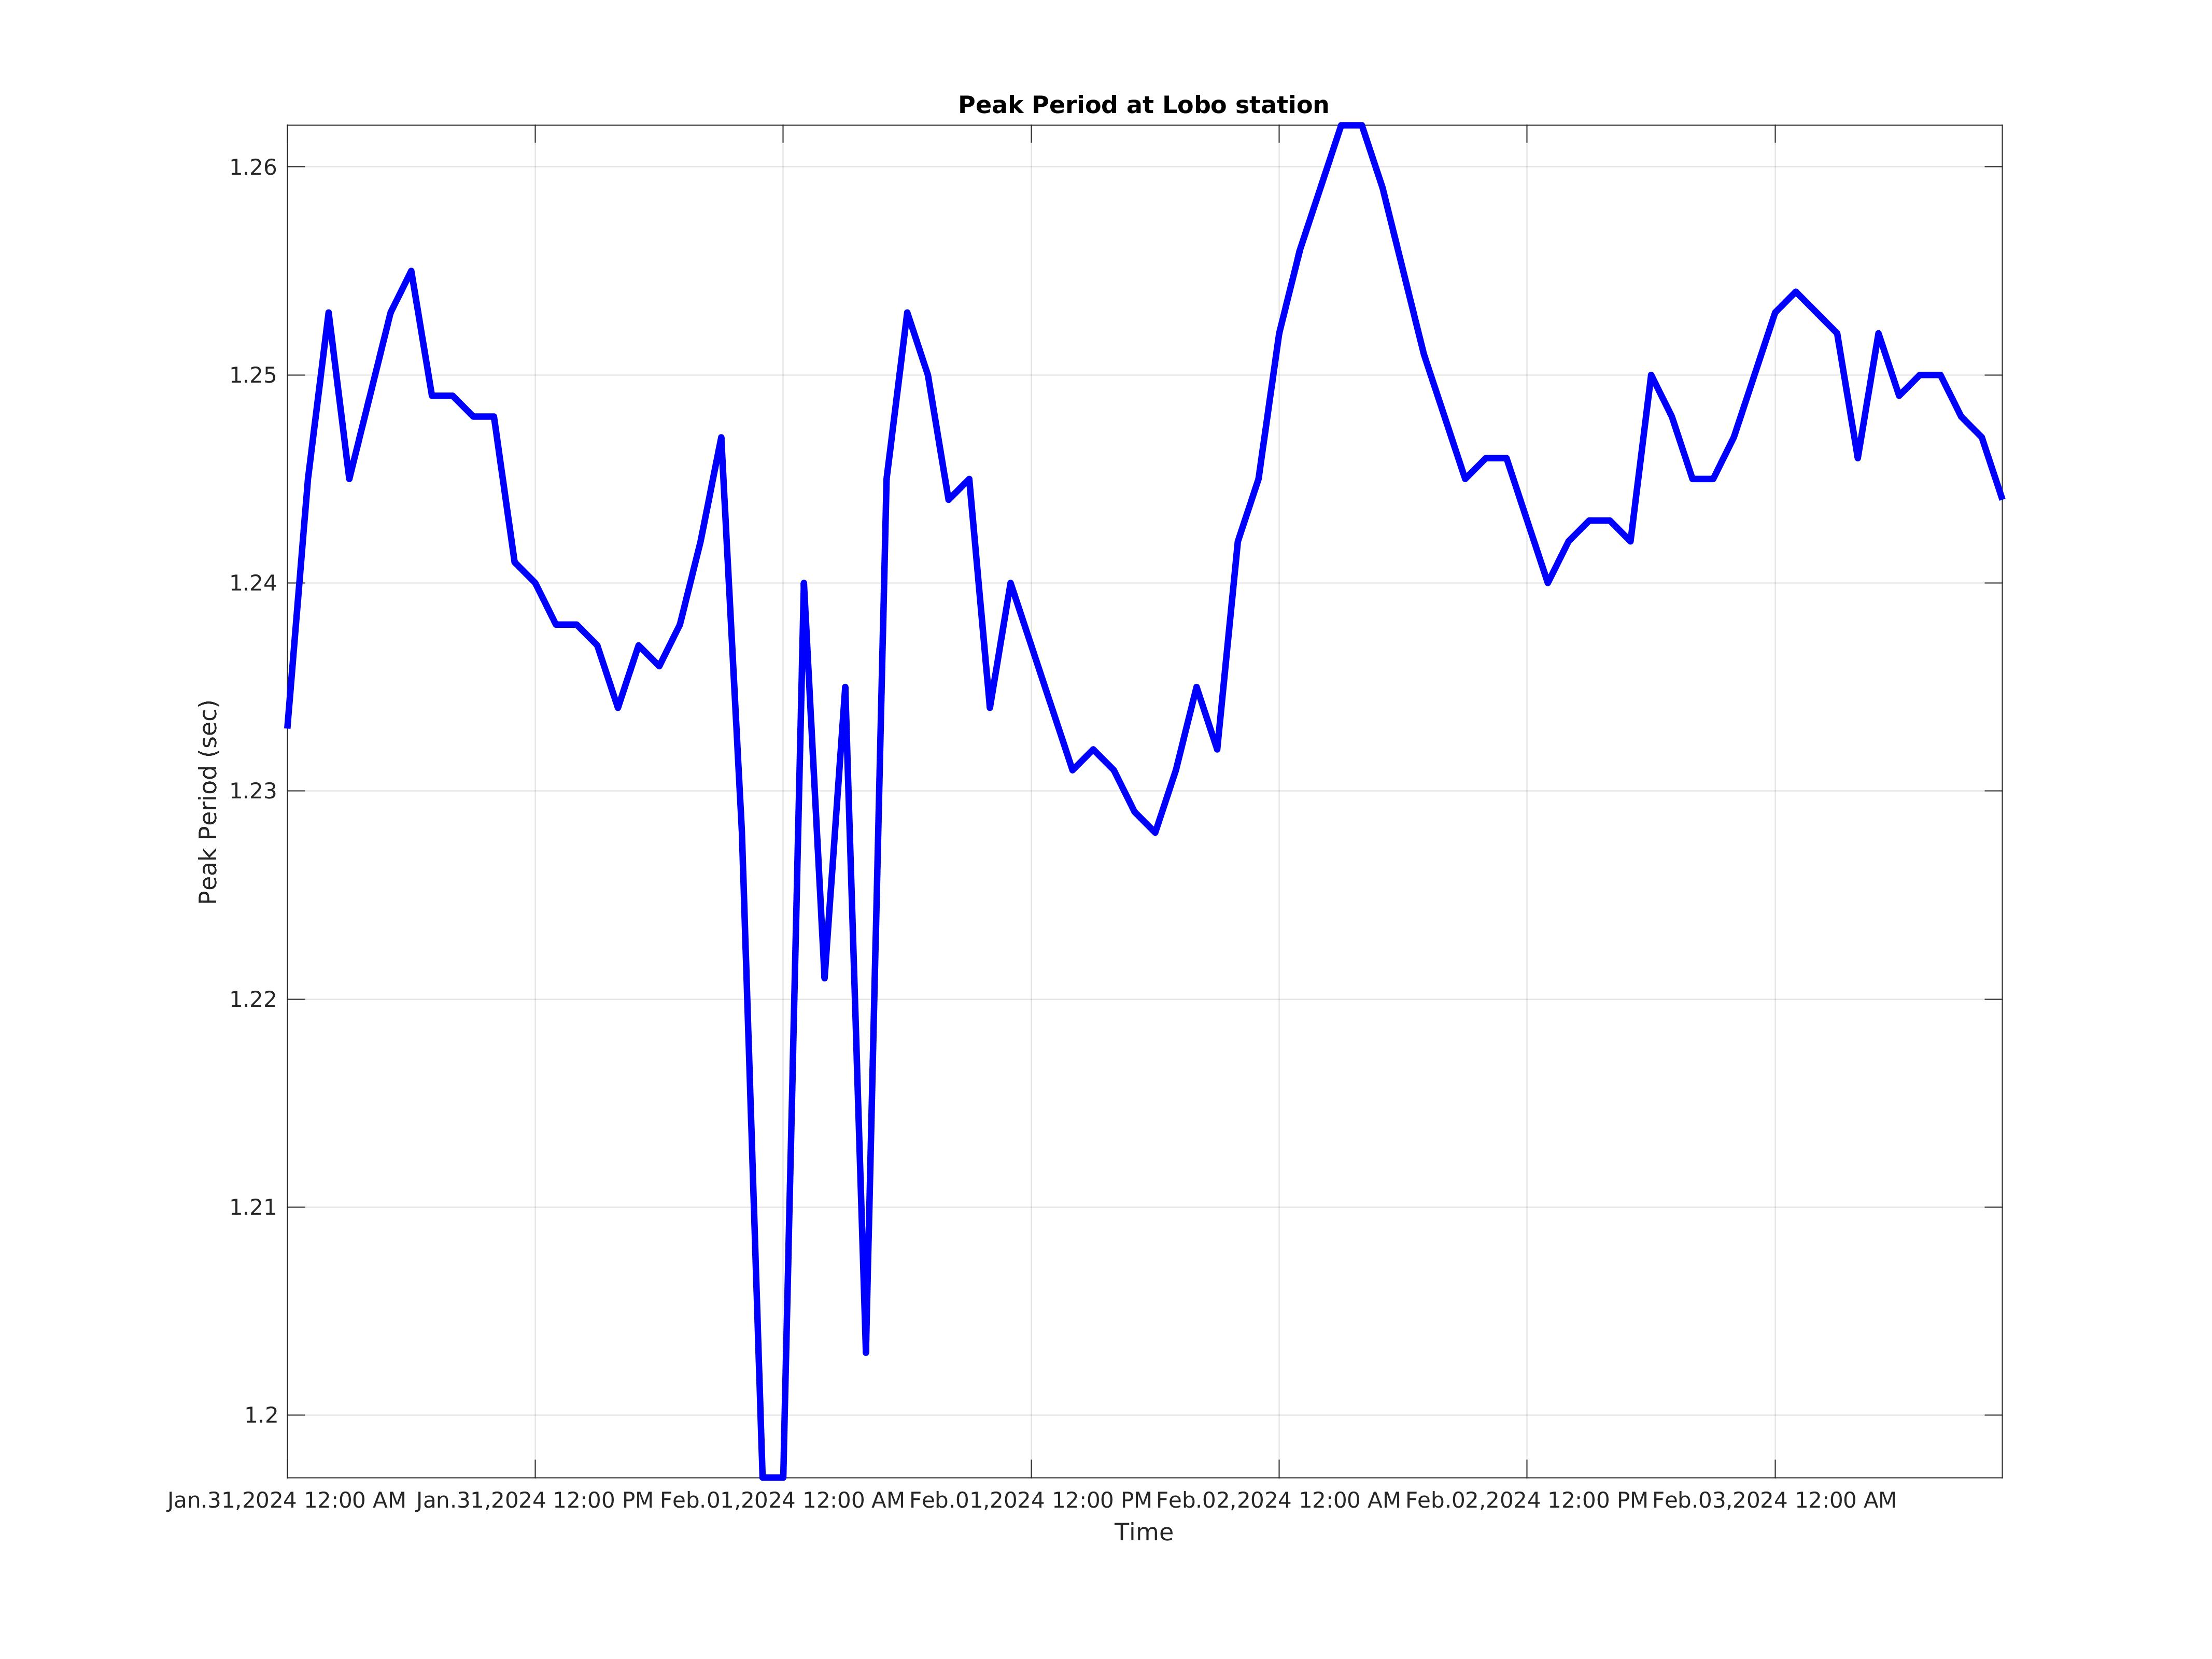 Peak Period at Lobo station
1.26
1.25
1.24
1.23
1.22
1.21
1.2
Peak Period (sec)
Jan.31,2024 12:00 AM Jan.31,2024 12:00 PM Feb.01,2024 12:00 AM Feb.01,2024 12:00 PM Feb.02,2024 12:00 AM Feb.02,2024 12:00 PM Feb.03,2024 12:00 AM
Time